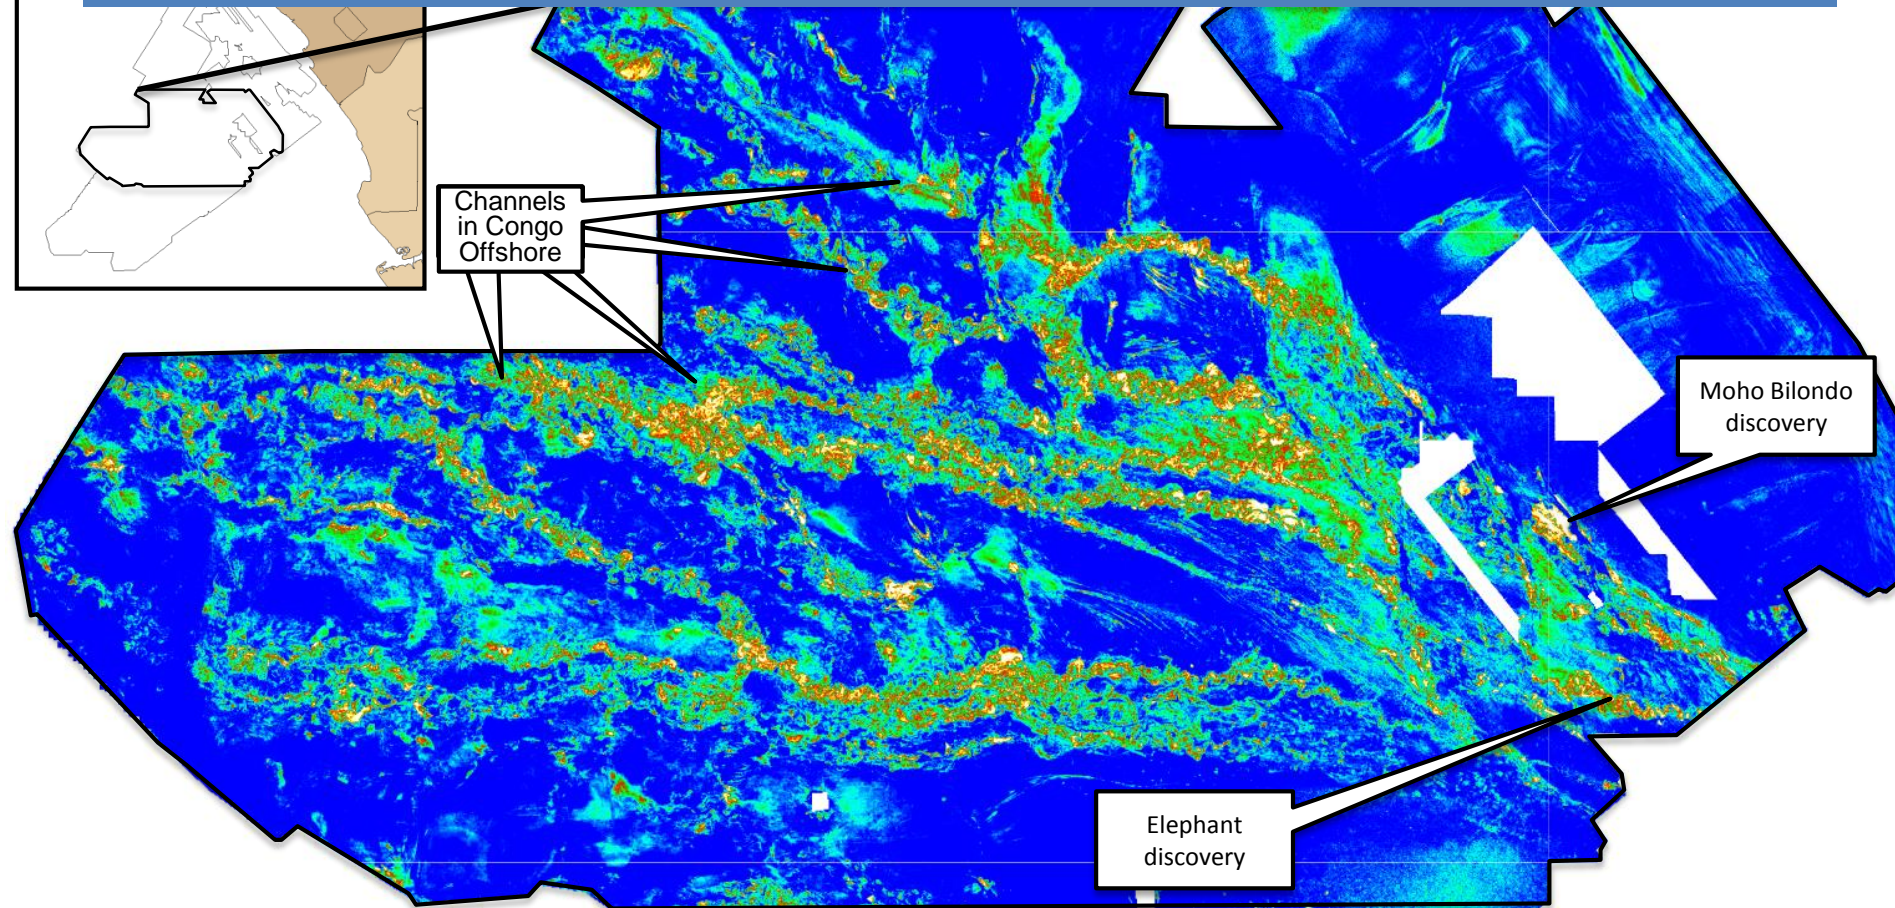 Channels
in Congo
Offshore
Moho Bilondo
discovery
Elephant
discovery